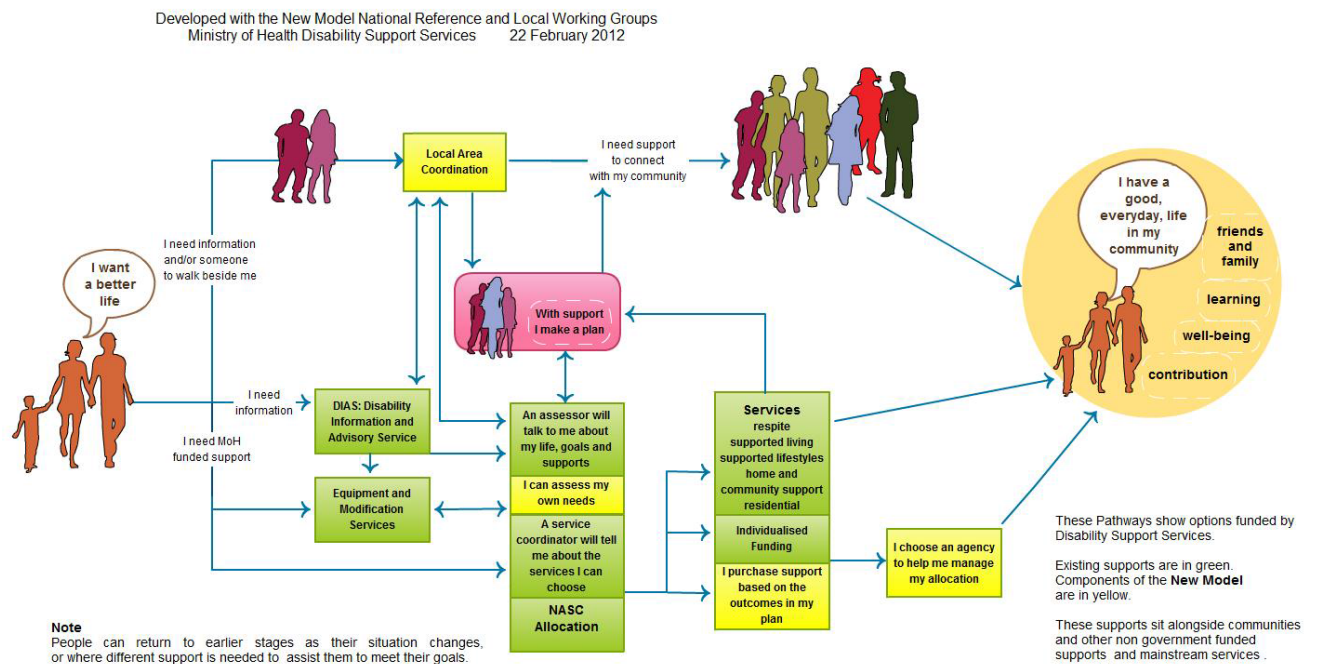 Developed with the New Model National Reference and Local Working Groups
Ministry of Health Disability Support Services 22 February 2012
I want
a better
life
I need information
and/or someone
to walk beside me
I need
information
I need MoH
funded support
Local Area
Coordination
I need support
to connect
with my community
With support
I make a plan
DIAS: Disability
Information and
Advisory Service
Equipment and
Modification
Services
An assessor will
talk to me about
my life, goals and
supports
I can assess my
own needs
A service
coordinator will tell
me about the
services I can
choose
NASC
Allocation
Services
respite
supported living
supported lifestyles
home and
community support
residential
Individualised
Funding
I purchase support
based on the
outcomes in my
plan
I choose an agency
to help me manage
my allocation
I have a
good,
everyday, life
in my
community
friends
and
family
learning
well-being
contribution
These Pathways show options funded by
Disability Support Services.
Existing supports are in green.
Components of the New Model
are in yellow.
These supports sit alongside communities
and other non government funded
supports and mainstream services .
Note
People can return to earlier stages as their situation changes,
or where different support is needed to assist them to meet their goals.